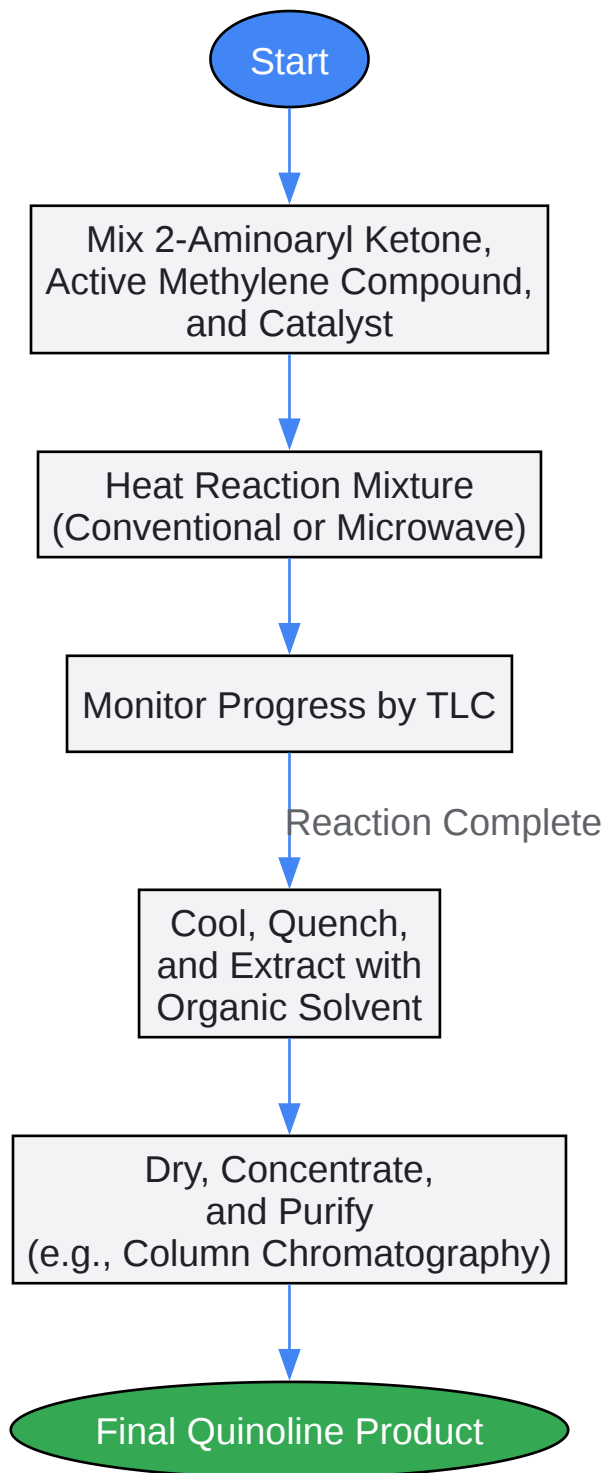 Start
Mix 2-Aminoaryl Ketone,
Active Methylene Compound,
and Catalyst
Heat Reaction Mixture
(Conventional or Microwave)
Monitor Progress by TLC
Reaction Complete
Cool, Quench,
and Extract with
Organic Solvent
Dry, Concentrate,
and Purify
(e.g., Column Chromatography)
Final Quinoline Product